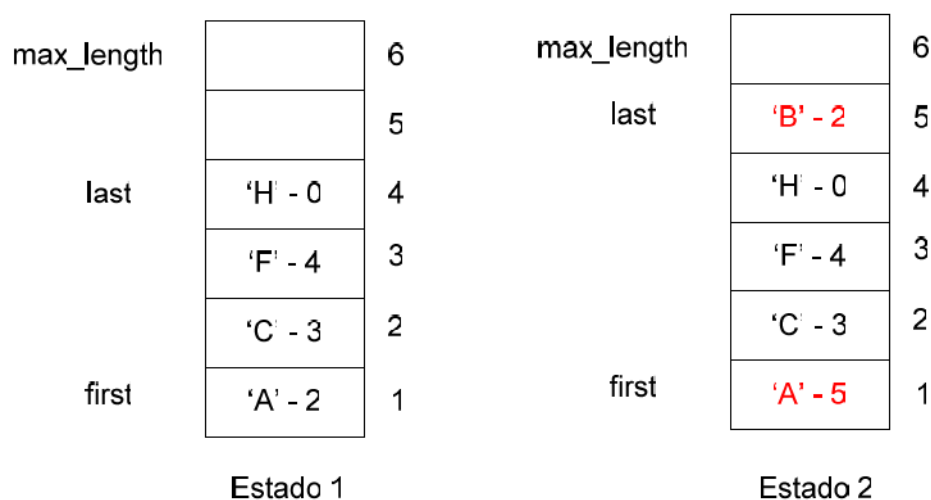 max_length 6
5
last 'H' - 0 4
'F' - 4 3
'C' - 3 2
first 'A' - 2 1
Estado 1
max_length 6
last 'B' - 2 5
'H' - 0 4
'F' - 4 3
'C' - 3 2
first 'A' - 5 1
Estado 2